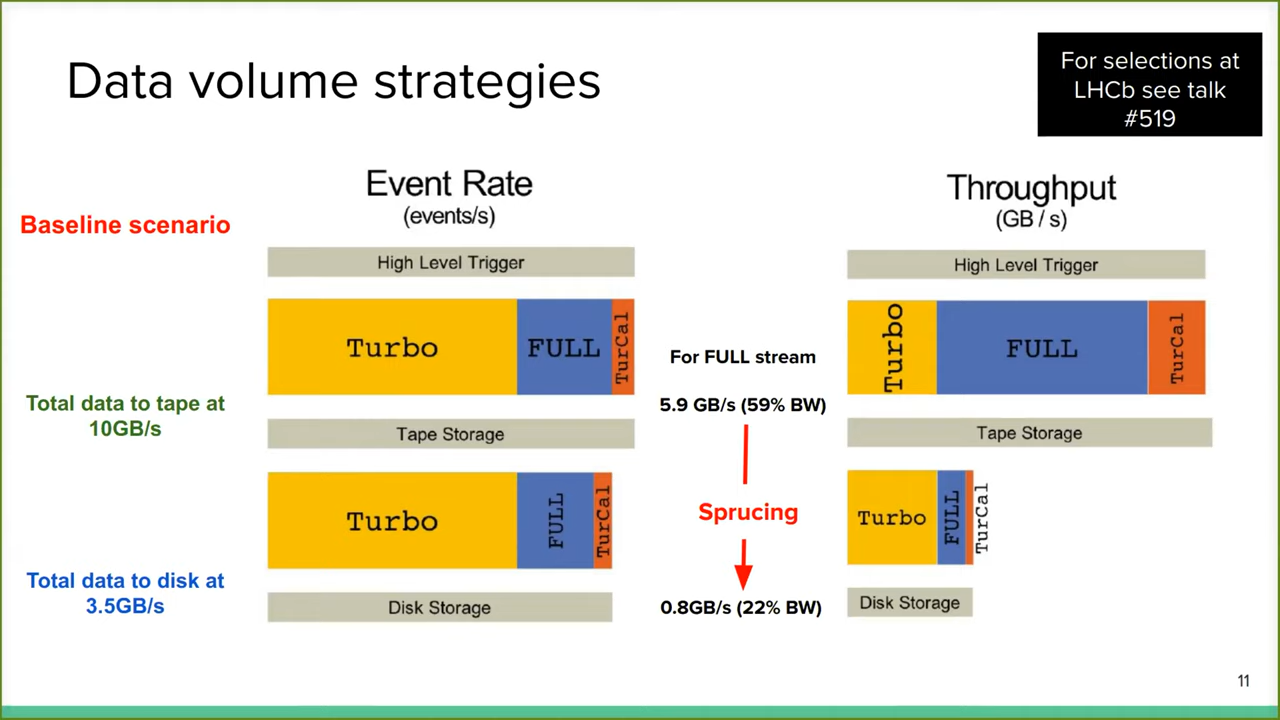 Data volume strategies
For selections at
LHCb see talk
#519
Baseline scenario
Event Rate
(events/s)
High Level Trigger
Turbo
FULL
TurCal
Total data to tape at
10GB/s
Tape Storage
Turbo
FULL
TurCal
Total data to disk at
3.5GB/s
Disk Storage
For FULL stream
5.9 GB/s (59% BW)
Sprucing
0.8GB/s (22% BW)
Throughput
(GB / s)
High Level Trigger
Turbo
FULL
TurCal
Tape Storage
Turbo
FULL
TurCal
Disk Storage
11